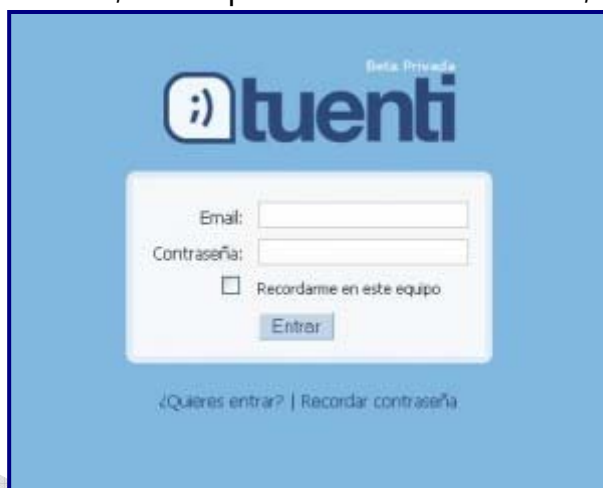 Beta Privada
;) tuenti
Email:
Contraseña:
Recordarme en este equipo
Entrar
¿Quieres entrar? | Recordar contraseña